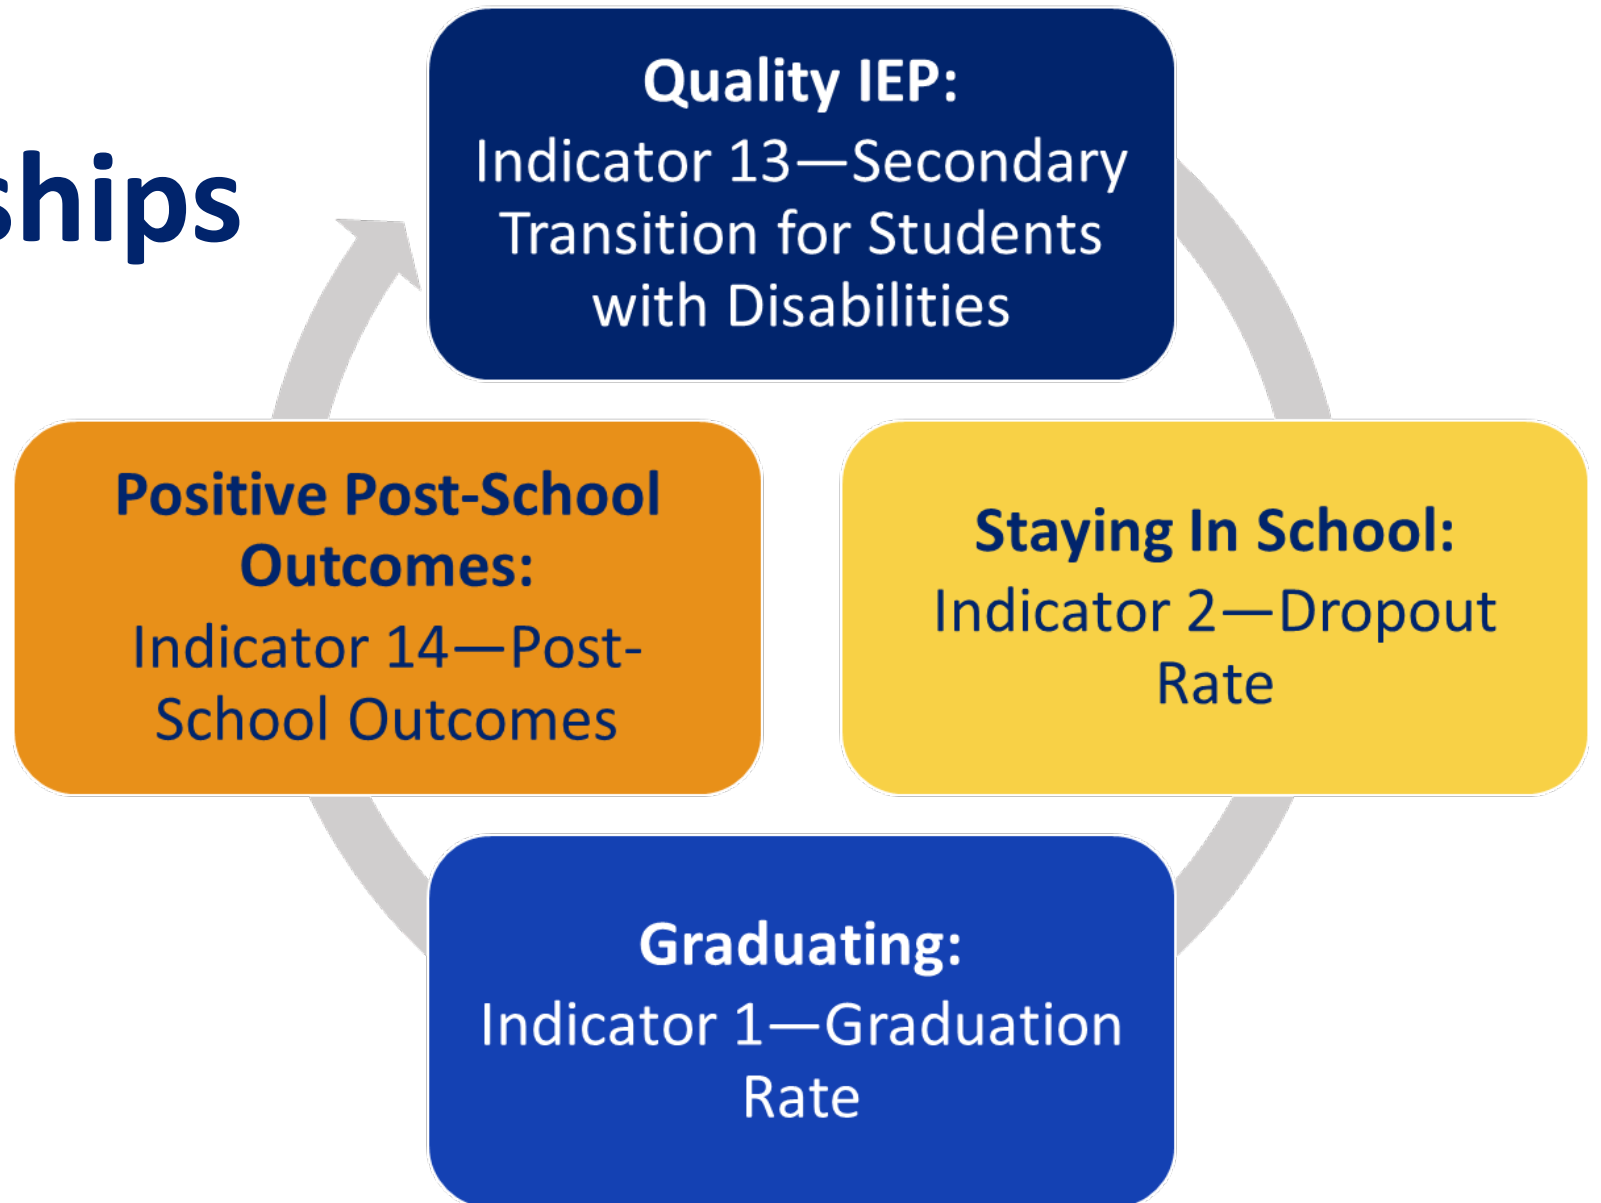 ships
Quality IEP:
Indicator 13—Secondary
Transition for Students
with Disabilities
Staying In School:
Indicator 2—Dropout
Rate
Graduating:
Indicator 1—Graduation
Rate
Positive Post-School
Outcomes:
Indicator 14—Post-
School Outcomes